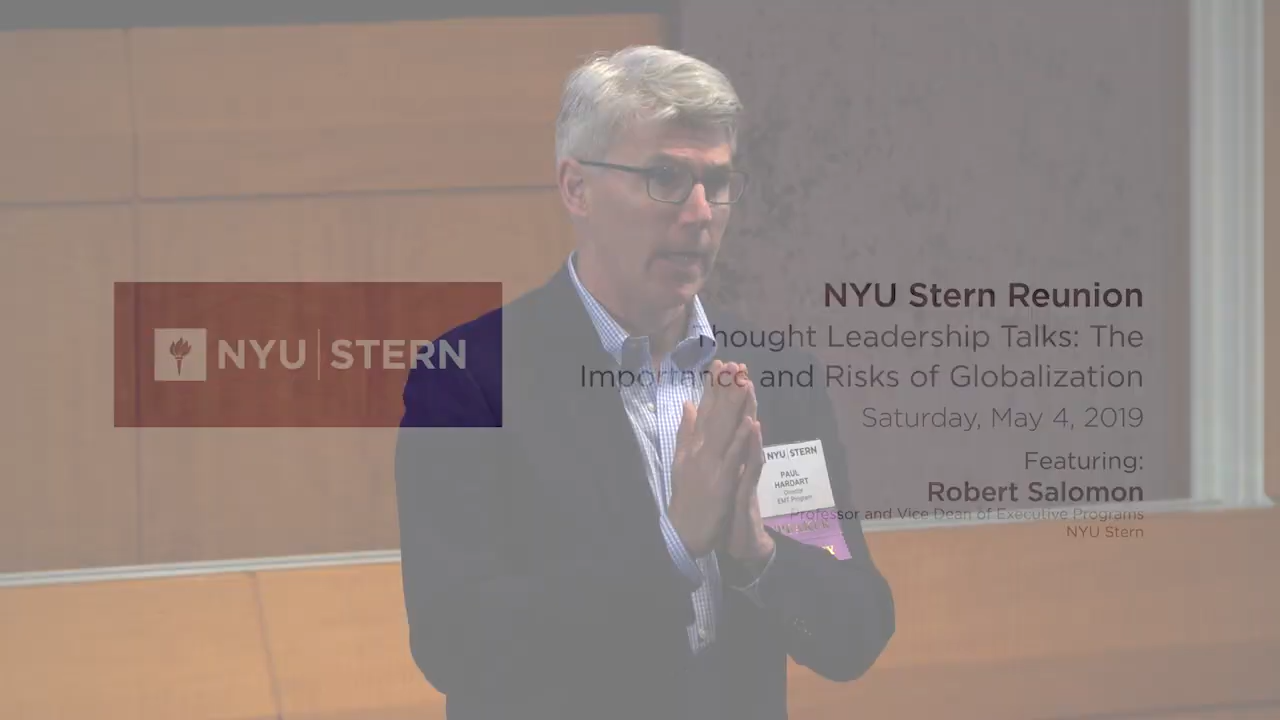 NYU STERN
NYU Stern Reunion
Thought Leadership Talks: The
Importance and Risks of Globalization
Saturday, May 4, 2019
Featuring:
Robert Salomon
Professor and Vice Dean of Executive Programs
NYU Stern
NYU STERN
PAUL
HARDART
Director
EMT Program
SPEAKER